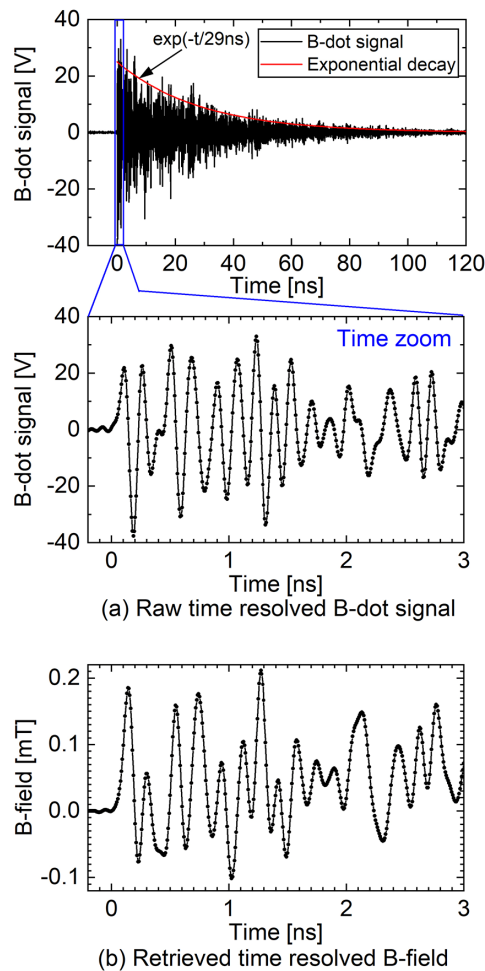 exp(-t/29ns)
B-dot signal
Exponential decay
B-dot signal [V]
40
20
0
-20
-40
0 20 40 60 80 100 120
Time [ns]
Time zoom
B-dot signal [V]
40
20
0
-20
-40
0 1 2 3
Time [ns]
(a) Raw time resolved B-dot signal
B-field [mT]
0.2
0.1
0.0
-0.1
0 1 2 3
Time [ns]
(b) Retrieved time resolved B-field